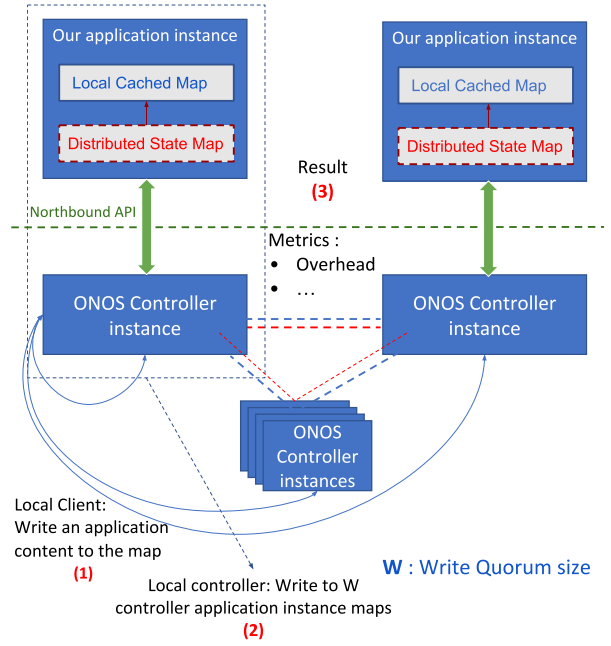 Our application instance
Local Cached Map
Distributed State Map
Our application instance
Local Cached Map
Distributed State Map
Result
(3)
Northbound API
Metrics :
• Overhead
• ...
ONOS Controller
instance
ONOS Controller
instance
ONOS
Controller
instances
Local Client:
Write an application
content to the map
(1)
W : Write Quorum size
Local controller: Write to W
controller application instance maps
(2)